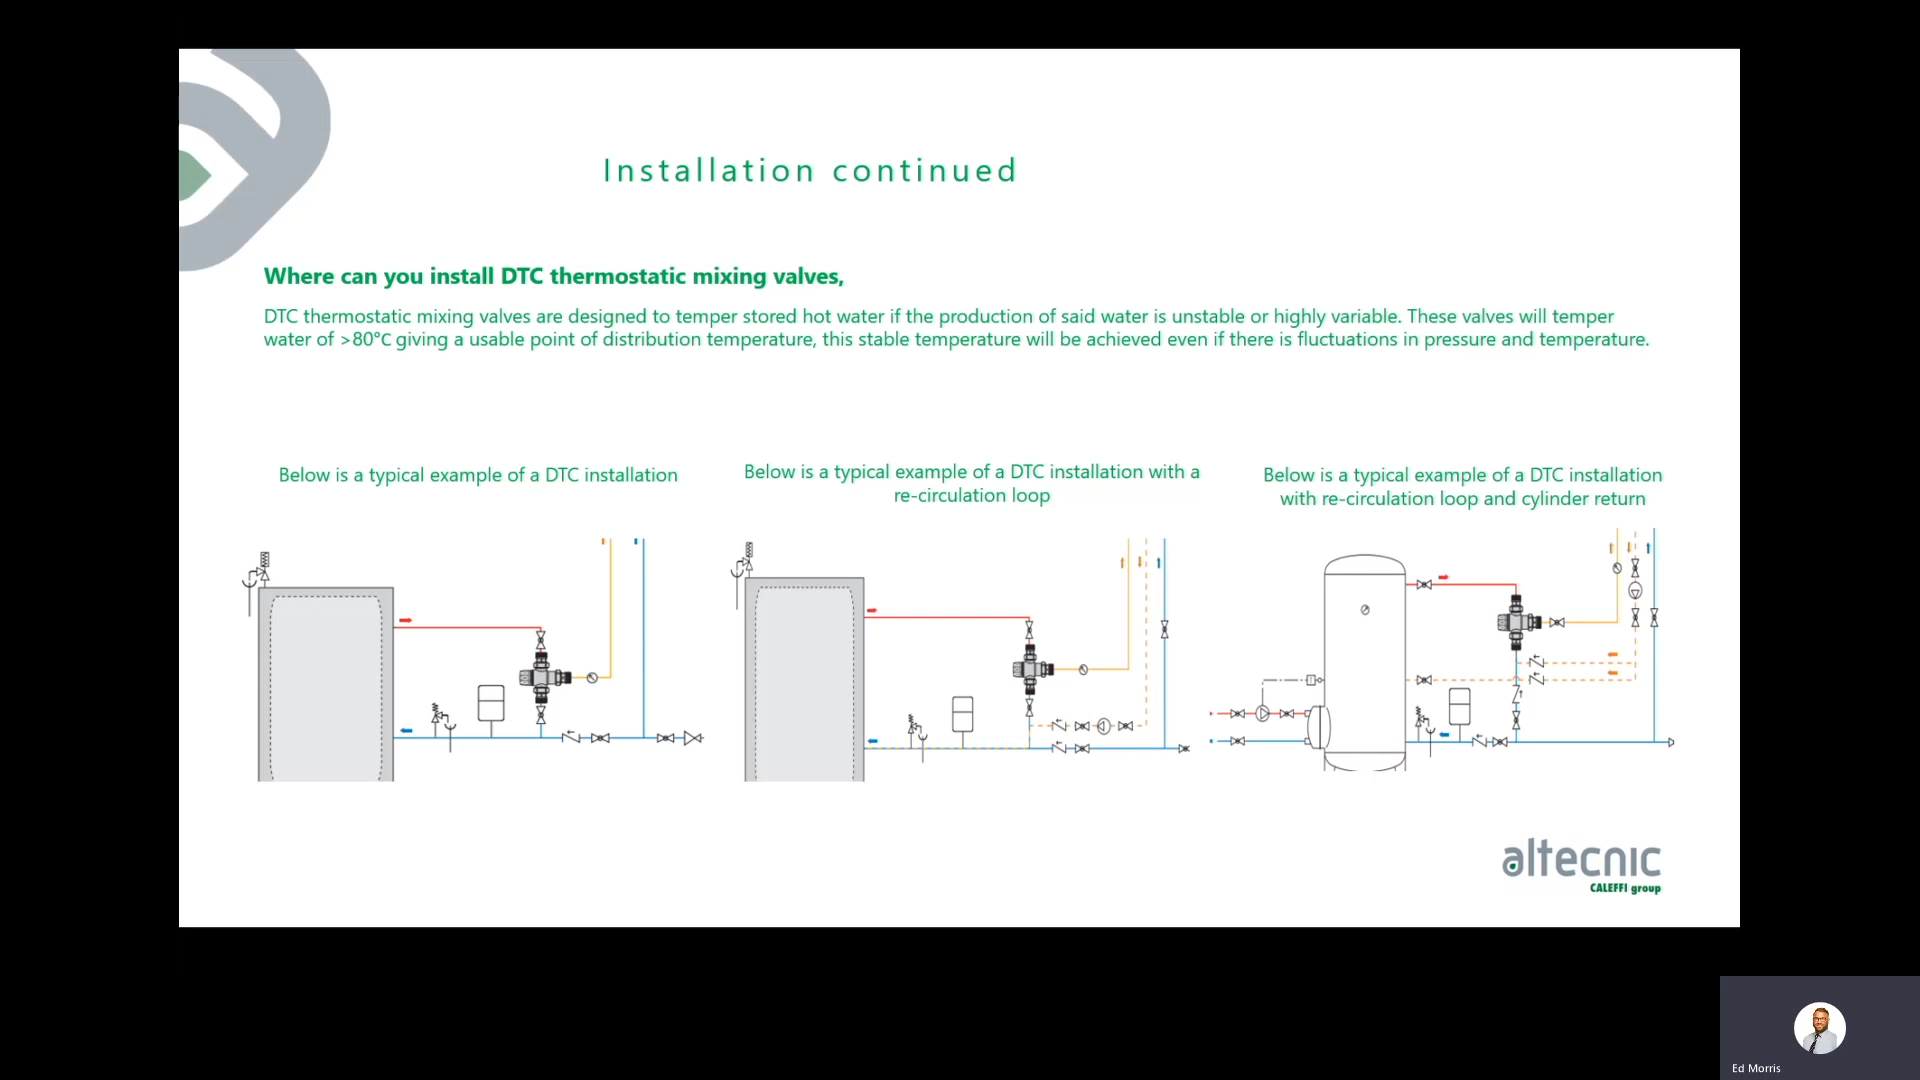 Installation continued
Where can you install DTC thermostatic mixing valves,
DTC thermostatic mixing valves are designed to temper stored hot water if the production of said water is unstable or highly variable. These valves will temper
water of >80°C giving a usable point of distribution temperature, this stable temperature will be achieved even if there is fluctuations in pressure and temperature.
Below is a typical example of a DTC installation
Below is a typical example of a DTC installation with a
re-circulation loop
Below is a typical example of a DTC installation
with re-circulation loop and cylinder return
altecnic
CALEFFI group
Ed Morris